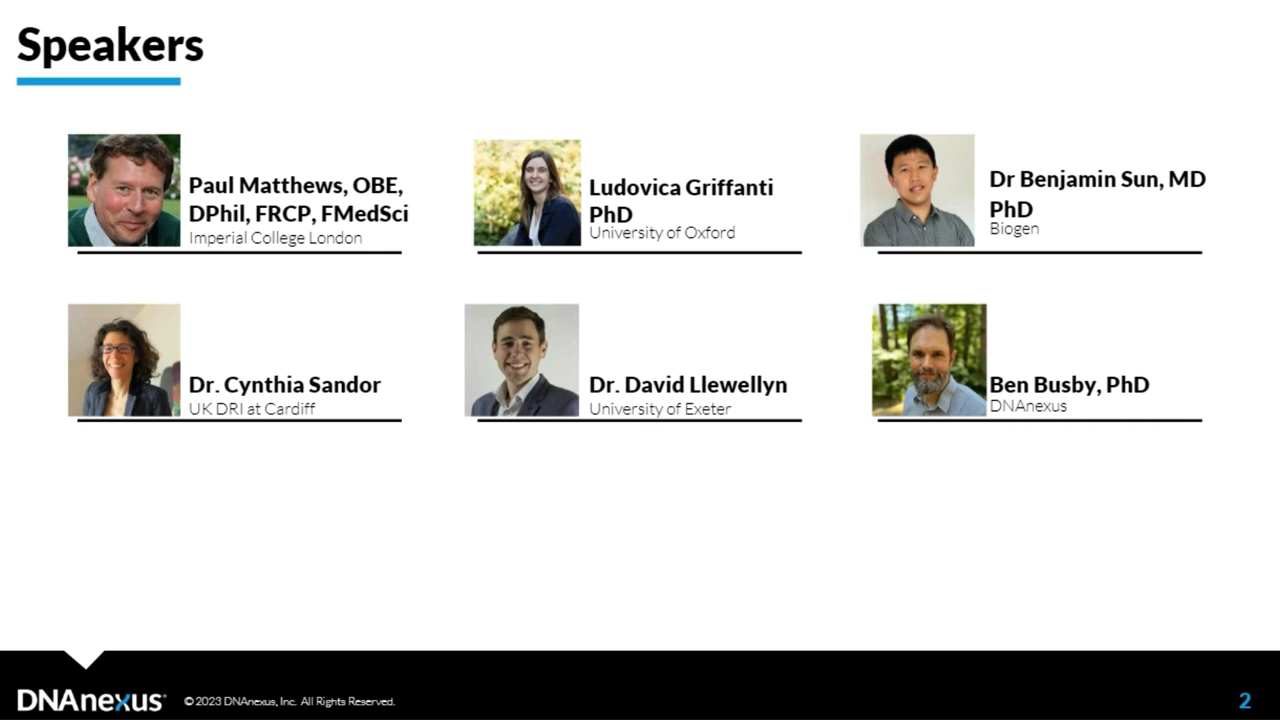 Speakers
Paul Matthews, OBE,
DPhil, FRCP, FMedSci
Imperial College London
Ludovica Griffanti
PhD
University of Oxford
Dr Benjamin Sun, MD
PhD
Biogen
Dr. Cynthia Sandor
UK DRI at Cardiff
Dr. David Llewellyn
University of Exeter
Ben Busby, PhD
DNAnexus
DNAnexus®
© 2023 DNAnexus, Inc. All Rights Reserved.
2